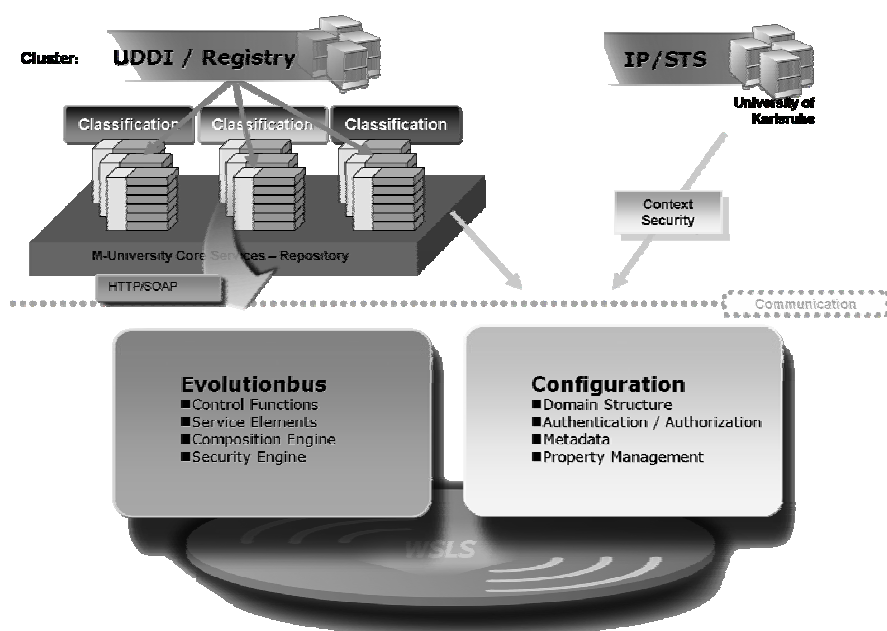 Cluster:
UDDI / Registry
IP/STS
University of
Karlsruhe
Classification
Classification
Classification
Context
Security
M-University Core Services – Repository
HTTP/SOAP
Communication
Evolutionbus
■Control Functions
■Service Elements
■Composition Engine
■Security Engine
Configuration
■Domain Structure
■Authentication / Authorization
■Metadata
■Property Management
WSLS